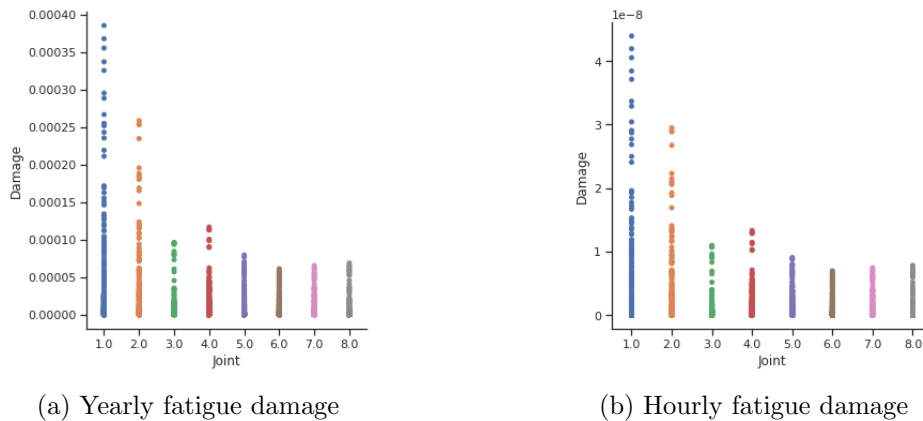 0.00040
0.00035
0.00030
0.00025
0.00020
0.00015
0.00010
0.00005
0.00000
Damage
1.0 2.0 3.0 4.0 5.0 6.0 7.0 8.0
Joint
(a) Yearly fatigue damage
1e−8
4
3
2
1
0
Damage
1.0 2.0 3.0 4.0 5.0 6.0 7.0 8.0
Joint
(b) Hourly fatigue damage